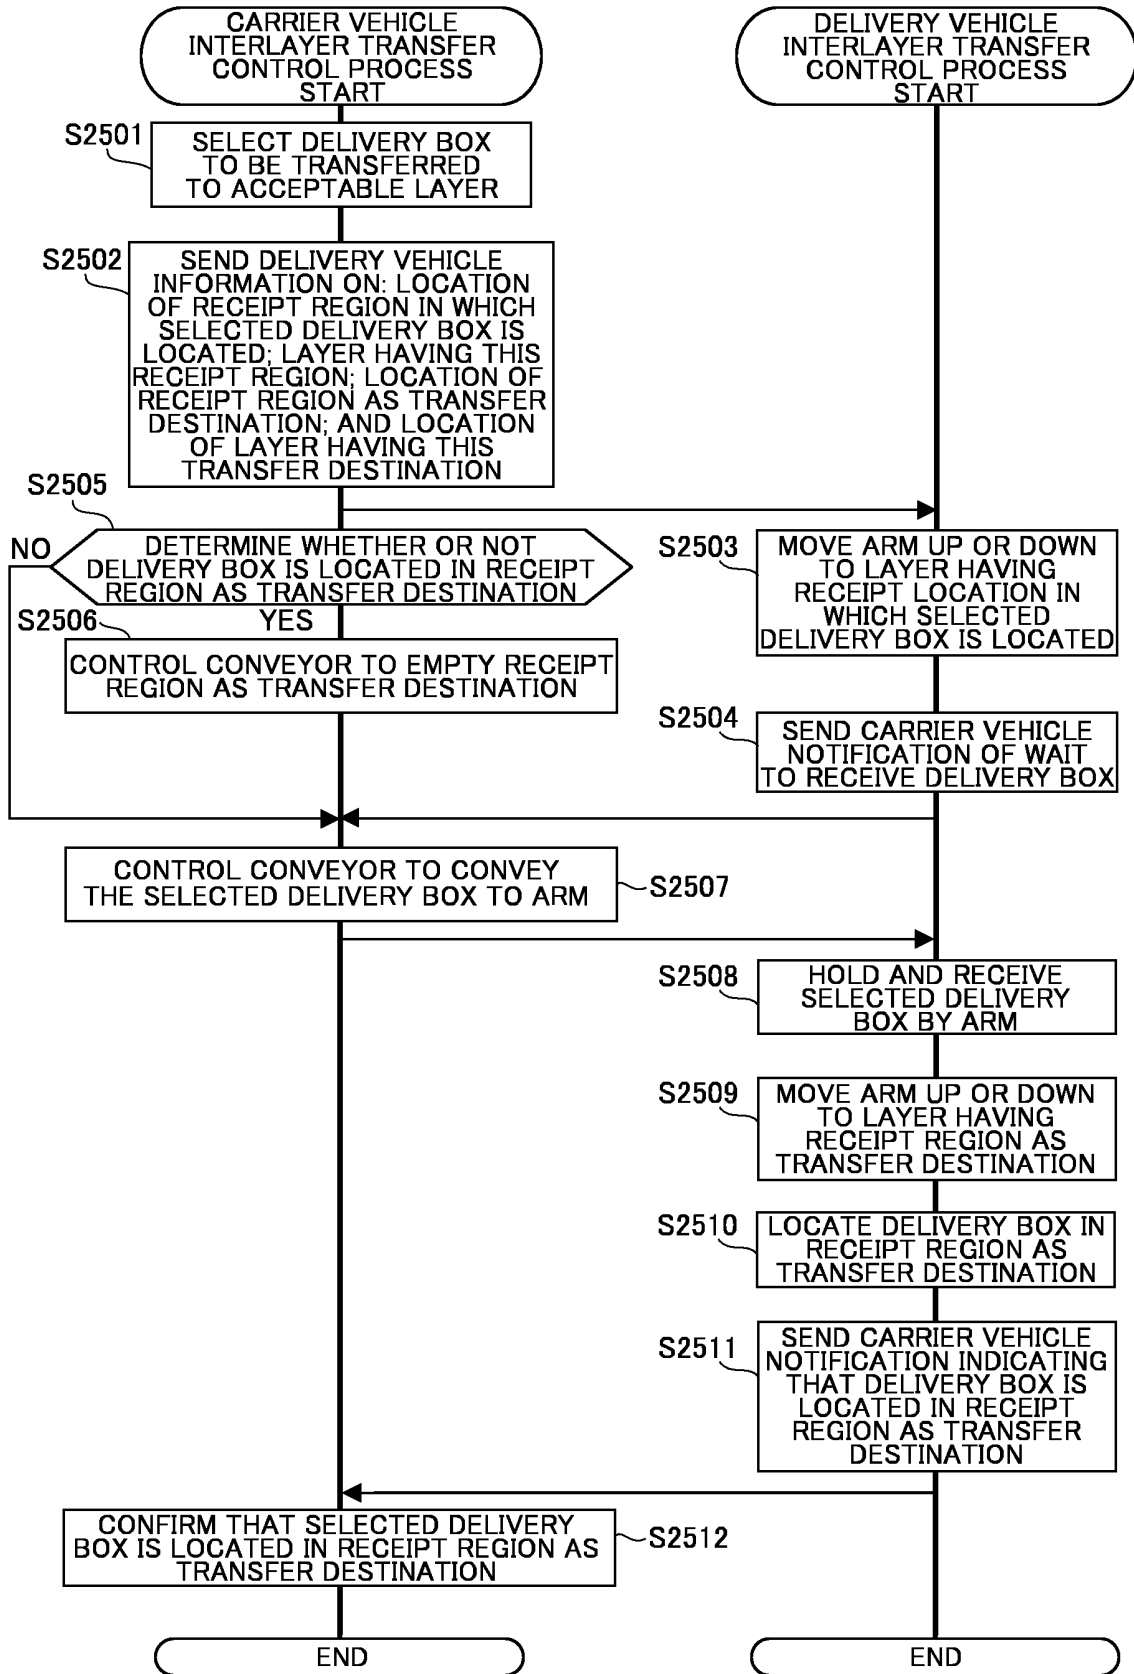 CARRIER VEHICLE
INTERLAYER TRANSFER
CONTROL PROCESS
START
DELIVERY VEHICLE
INTERLAYER TRANSFER
CONTROL PROCESS
START
S2501
SELECT DELIVERY BOX
TO BE TRANSFERRED
TO ACCEPTABLE LAYER
S2502
SEND DELIVERY VEHICLE
INFORMATION ON: LOCATION
OF RECEIPT REGION IN WHICH
SELECTED DELIVERY BOX IS
LOCATED; LAYER HAVING THIS
RECEIPT REGION; LOCATION OF
RECEIPT REGION AS TRANSFER
DESTINATION; AND LOCATION
OF LAYER HAVING THIS
TRANSFER DESTINATION
S2505
NO
DETERMINE WHETHER OR NOT
DELIVERY BOX IS LOCATED IN RECEIPT
REGION AS TRANSFER DESTINATION
YES
S2503
MOVE ARM UP OR DOWN
TO LAYER HAVING
RECEIPT LOCATION IN
WHICH SELECTED
DELIVERY BOX IS LOCATED
S2506
CONTROL CONVEYOR TO EMPTY RECEIPT
REGION AS TRANSFER DESTINATION
S2504
SEND CARRIER VEHICLE
NOTIFICATION OF WAIT
TO RECEIVE DELIVERY BOX
CONTROL CONVEYOR TO CONVEY
THE SELECTED DELIVERY BOX TO ARM
S2507
S2508
HOLD AND RECEIVE
SELECTED DELIVERY
BOX BY ARM
S2509
MOVE ARM UP OR DOWN
TO LAYER HAVING
RECEIPT REGION AS
TRANSFER DESTINATION
S2510
LOCATE DELIVERY BOX IN
RECEIPT REGION AS
TRANSFER DESTINATION
S2511
SEND CARRIER VEHICLE
NOTIFICATION INDICATING
THAT DELIVERY BOX IS
LOCATED IN RECEIPT
REGION AS TRANSFER
DESTINATION
CONFIRM THAT SELECTED DELIVERY
BOX IS LOCATED IN RECEIPT REGION AS
TRANSFER DESTINATION
S2512
END
END